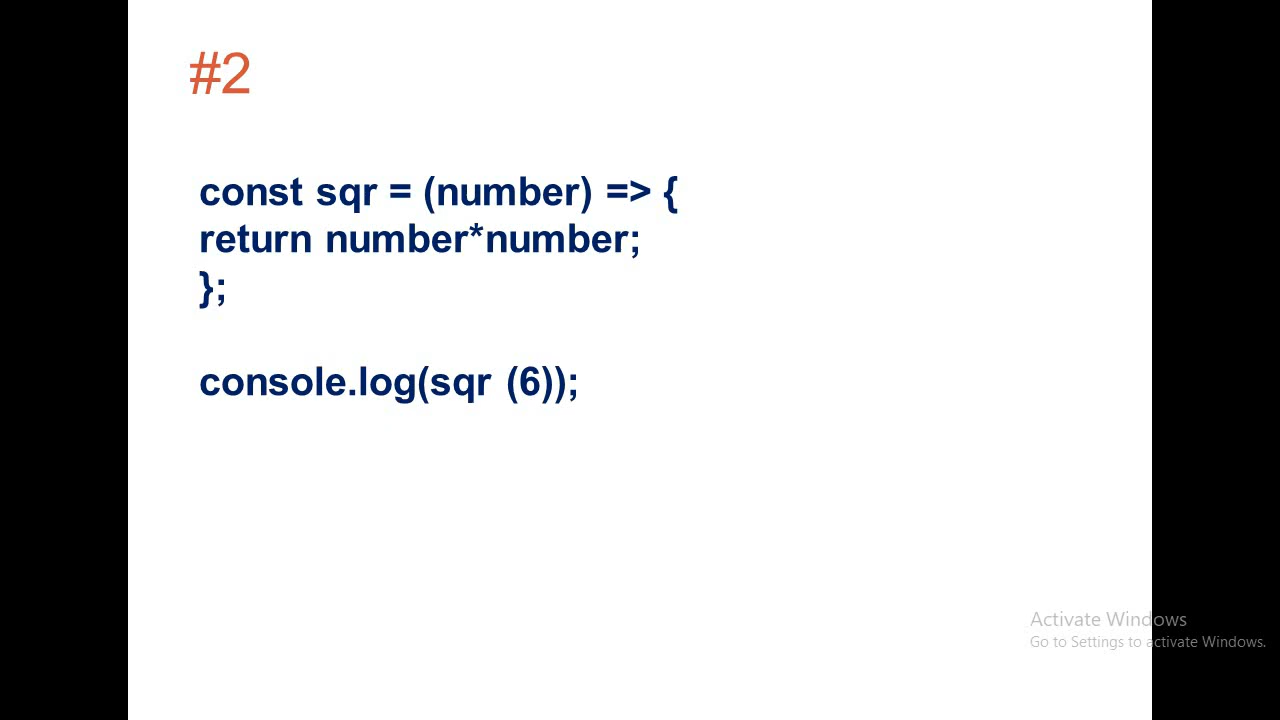 #2
const sqr = (number) => {
return number*number;
};
console.log(sqr (6));
Activate Windows
Go to Settings to activate Windows.